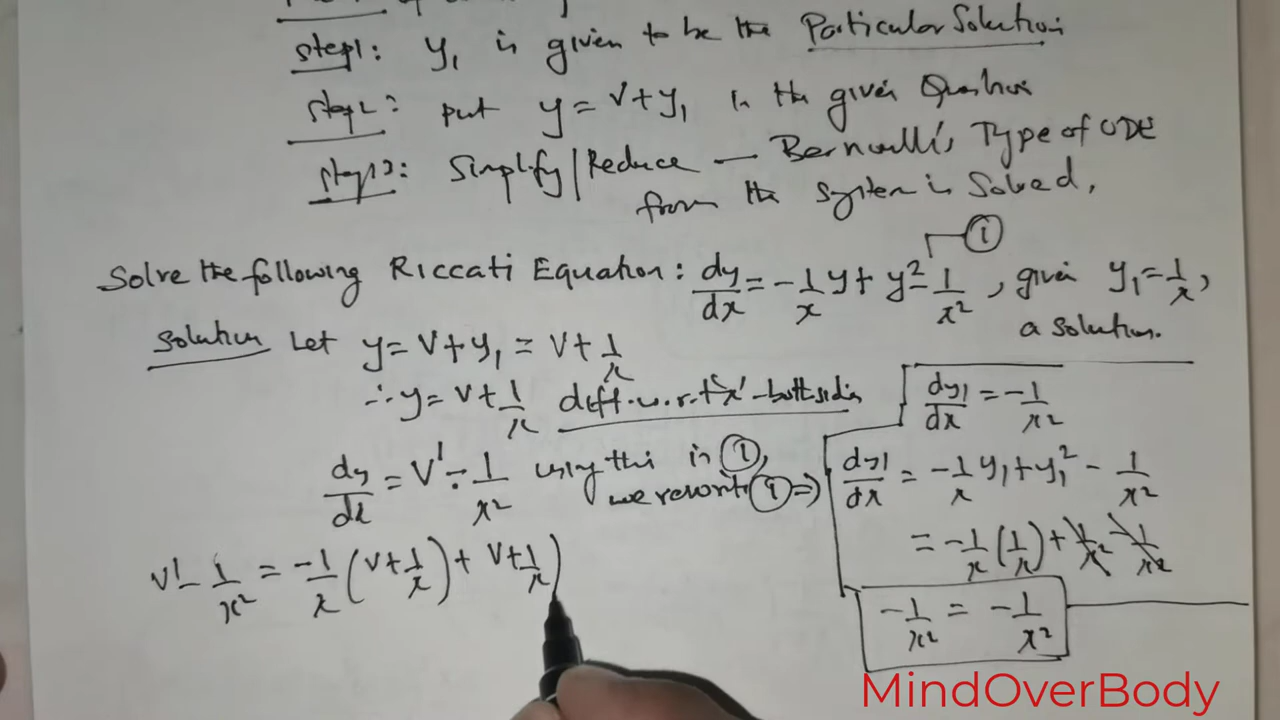 step1: y₁ is given to be the Particular Solution
step2: put y = V + y₁ in the given Question
step3: Simplify/Reduce — Bernoulli's Type of ODE
from the system is Solved.
Solve the following Riccati Equation: dy/dx = -1/x y + y² - 1/x², given y₁ = 1/x, ①
a solution.
Solution Let y = V + y₁ = V + 1/x
∴ y = V + 1/x diff. w.r.t 'x' - both sides
dy/dx = V' - 1/x² using this in ①,
we rewrite ① ⇒
dy₁/dx = -1/x²
dy₁/dx = -1/x y₁ + y₁² - 1/x²
= -1/x (1/x) + 1/x² - 1/x²
-1/x² = -1/x²
V' - 1/x² = -1/x (V + 1/x) + V + 1/x)
MindOverBody